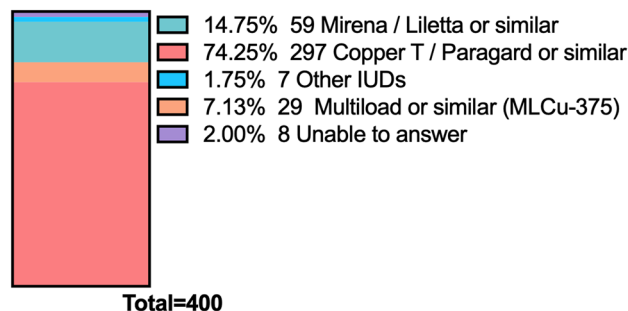 14.75% 59 Mirena / Liletta or similar
74.25% 297 Copper T / Paragard or similar
1.75% 7 Other IUDs
7.13% 29 Multiload or similar (MLCu-375)
2.00% 8 Unable to answer
Total=400